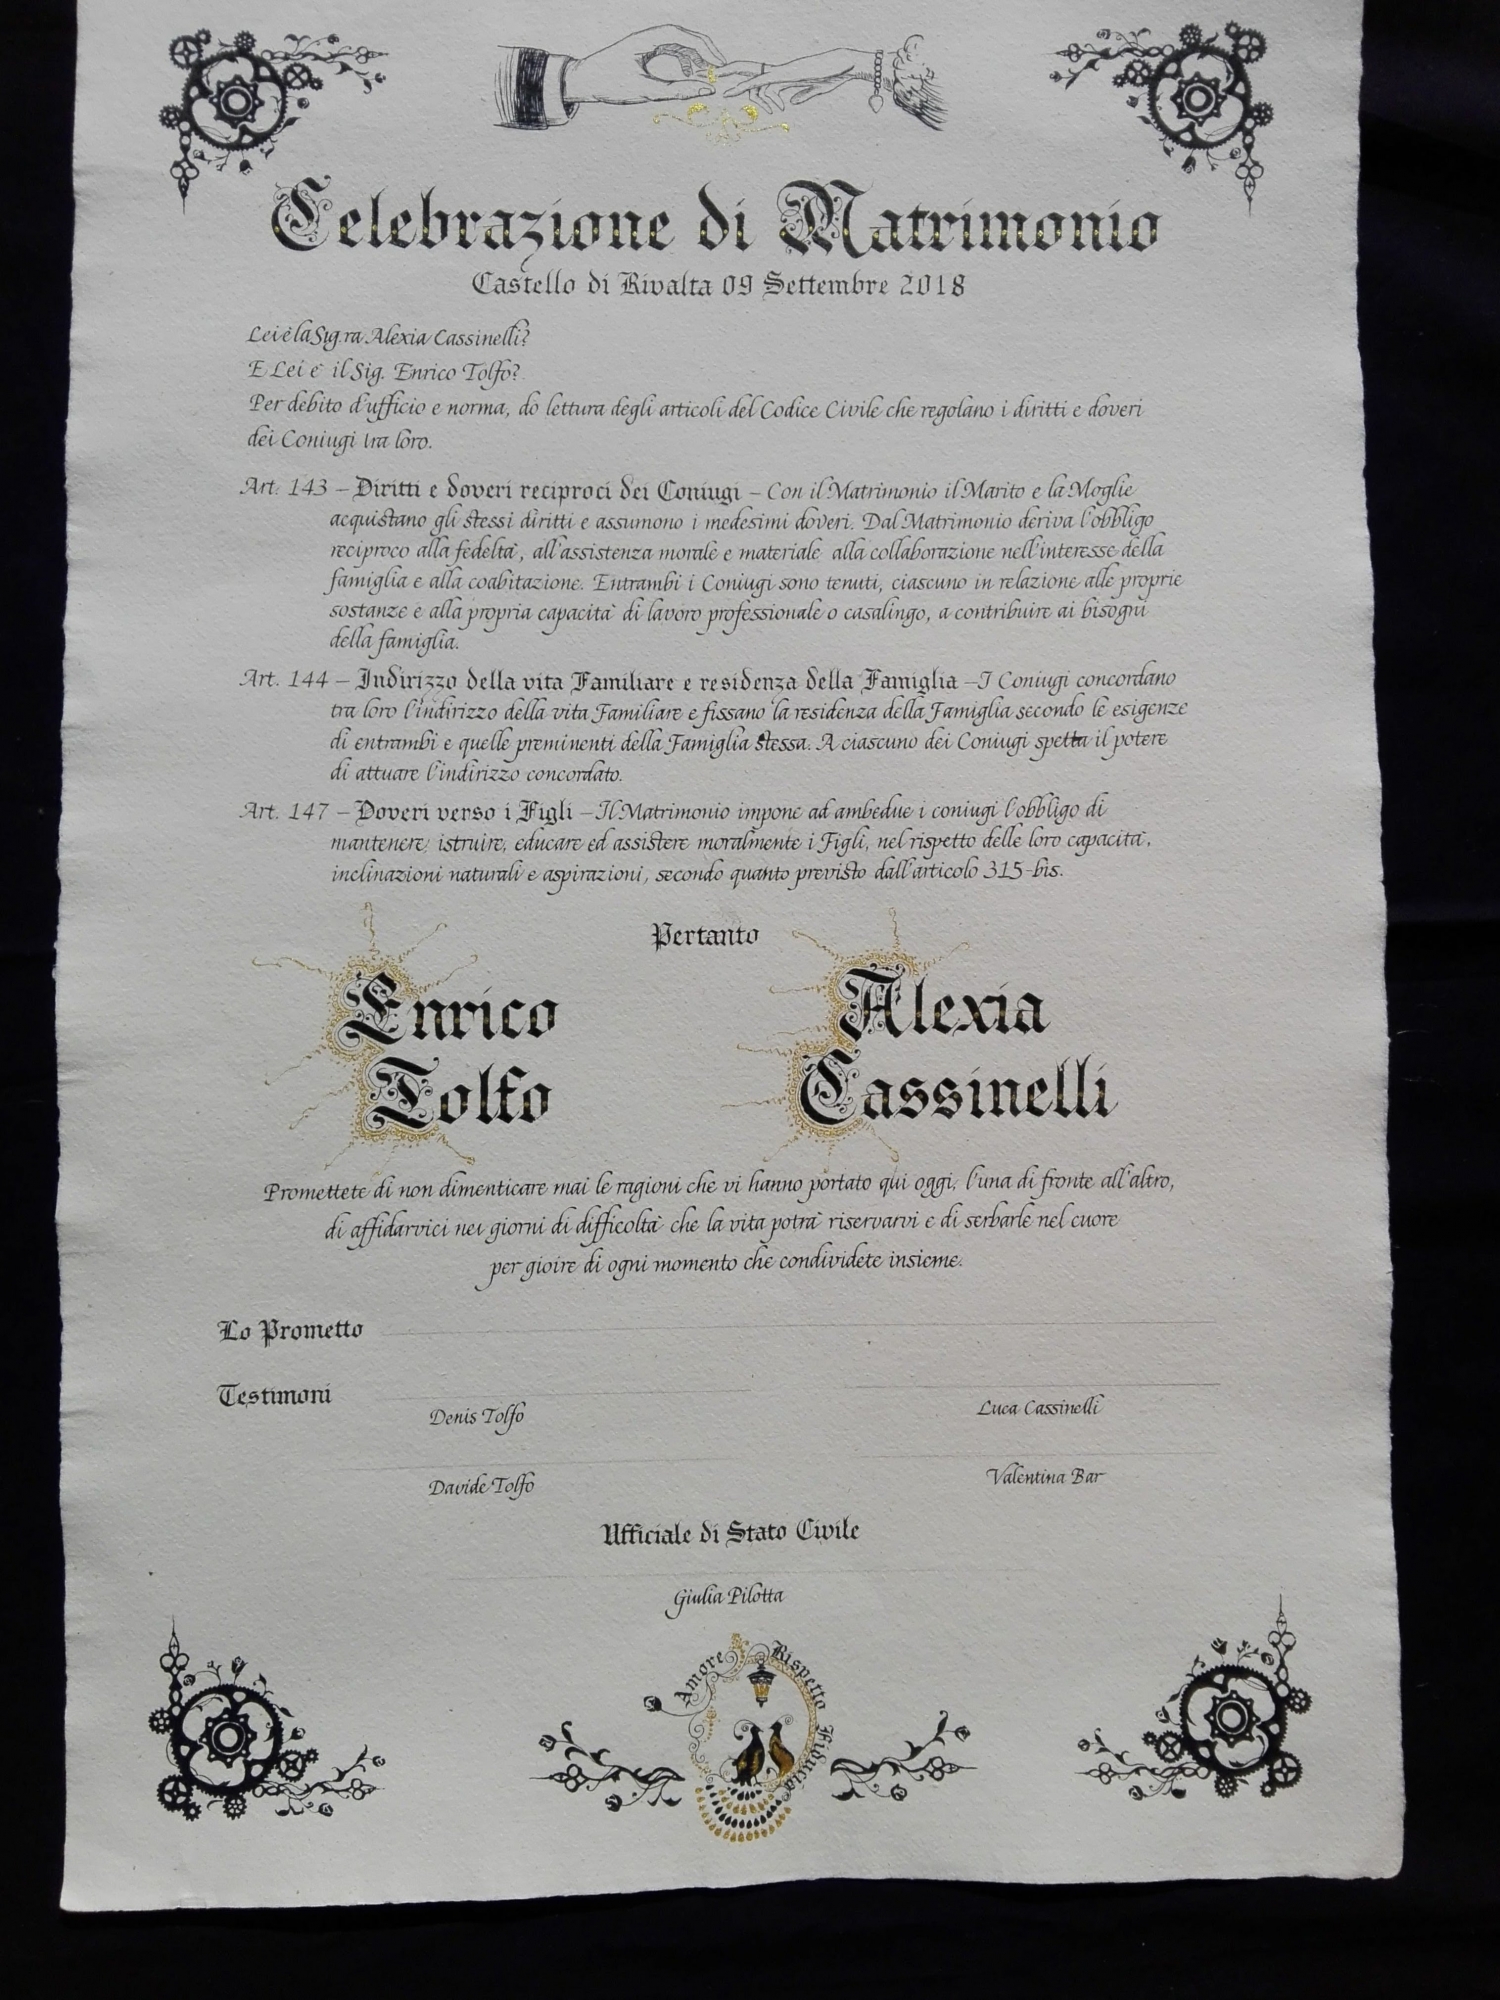 Celebrazione di Matrimonio
Castello di Rivalta 09 Settembre 2018
Lei è la Sig.ra Alexia Cassinelli?
E Lei e' il Sig. Enrico Tolfo?
Per debito d'ufficio e norma, do lettura degli articoli del Codice Civile che regolano i diritti e doveri
dei Coniugi tra loro.
Art. 143 – Diritti e doveri reciproci dei Coniugi – Con il Matrimonio il Marito e la Moglie
acquistano gli stessi diritti e assumono i medesimi doveri. Dal Matrimonio deriva l'obbligo
reciproco alla fedelta', all'assistenza morale e materiale alla collaborazione nell'interesse della
famiglia e alla coabitazione. Entrambi i Coniugi sono tenuti, ciascuno in relazione alle proprie
sostanze e alla propria capacita' di lavoro professionale o casalingo, a contribuire ai bisogni
della famiglia.
Art. 144 – Indirizzo della vita Familiare e residenza della Famiglia – I Coniugi concordano
tra loro l'indirizzo della vita Familiare e fissano la residenza della Famiglia secondo le esigenze
di entrambi e quelle preminenti della Famiglia stessa. A ciascuno dei Coniugi spetta il potere
di attuare l'indirizzo concordato.
Art. 147 – Doveri verso i Figli – Il Matrimonio impone ad ambedue i coniugi l'obbligo di
mantenere, istruire, educare ed assistere moralmente i Figli, nel rispetto delle loro capacita',
inclinazioni naturali e aspirazioni, secondo quanto previsto dall'articolo 315-bis.
Pertanto
Enrico Alexia
Tolfo Cassinelli
Promettete di non dimenticare mai le ragioni che vi hanno portato qui oggi, l'una di fronte all'altro,
di affidarvici nei giorni di difficolta' che la vita potra' riservarvi e di serbarle nel cuore
per gioire di ogni momento che condividete insieme.
Lo Prometto
Testimoni
Denis Tolfo Luca Cassinelli
Davide Tolfo Valentina Bar
Ufficiale di Stato Civile
Giulia Pilotta
Amore Rispetto Fiducia